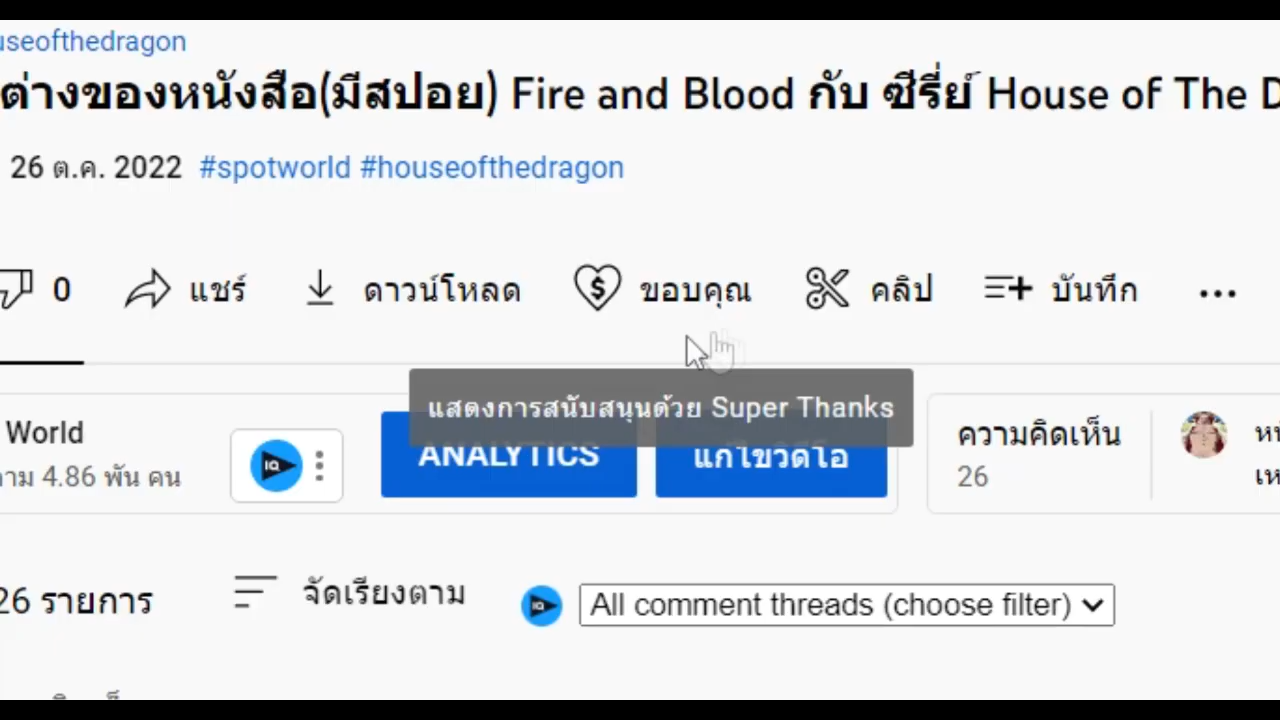 useofthedragon
ต่างของหนังสือ(มีสปอย) Fire and Blood กับ ซีรี่ย์ House of The D
26 ต.ค. 2022 #spotworld #houseofthedragon
0 แชร์ ดาวน์โหลด ขอบคุณ คลิป บันทึก ...
แสดงการสนับสนุนด้วย Super Thanks
World
าม 4.86 พัน คน
IQ
ANALYTICS
แก้ไขวิดีโอ
ความคิดเห็น
26
26 รายการ จัดเรียงตาม IQ All comment threads (choose filter)